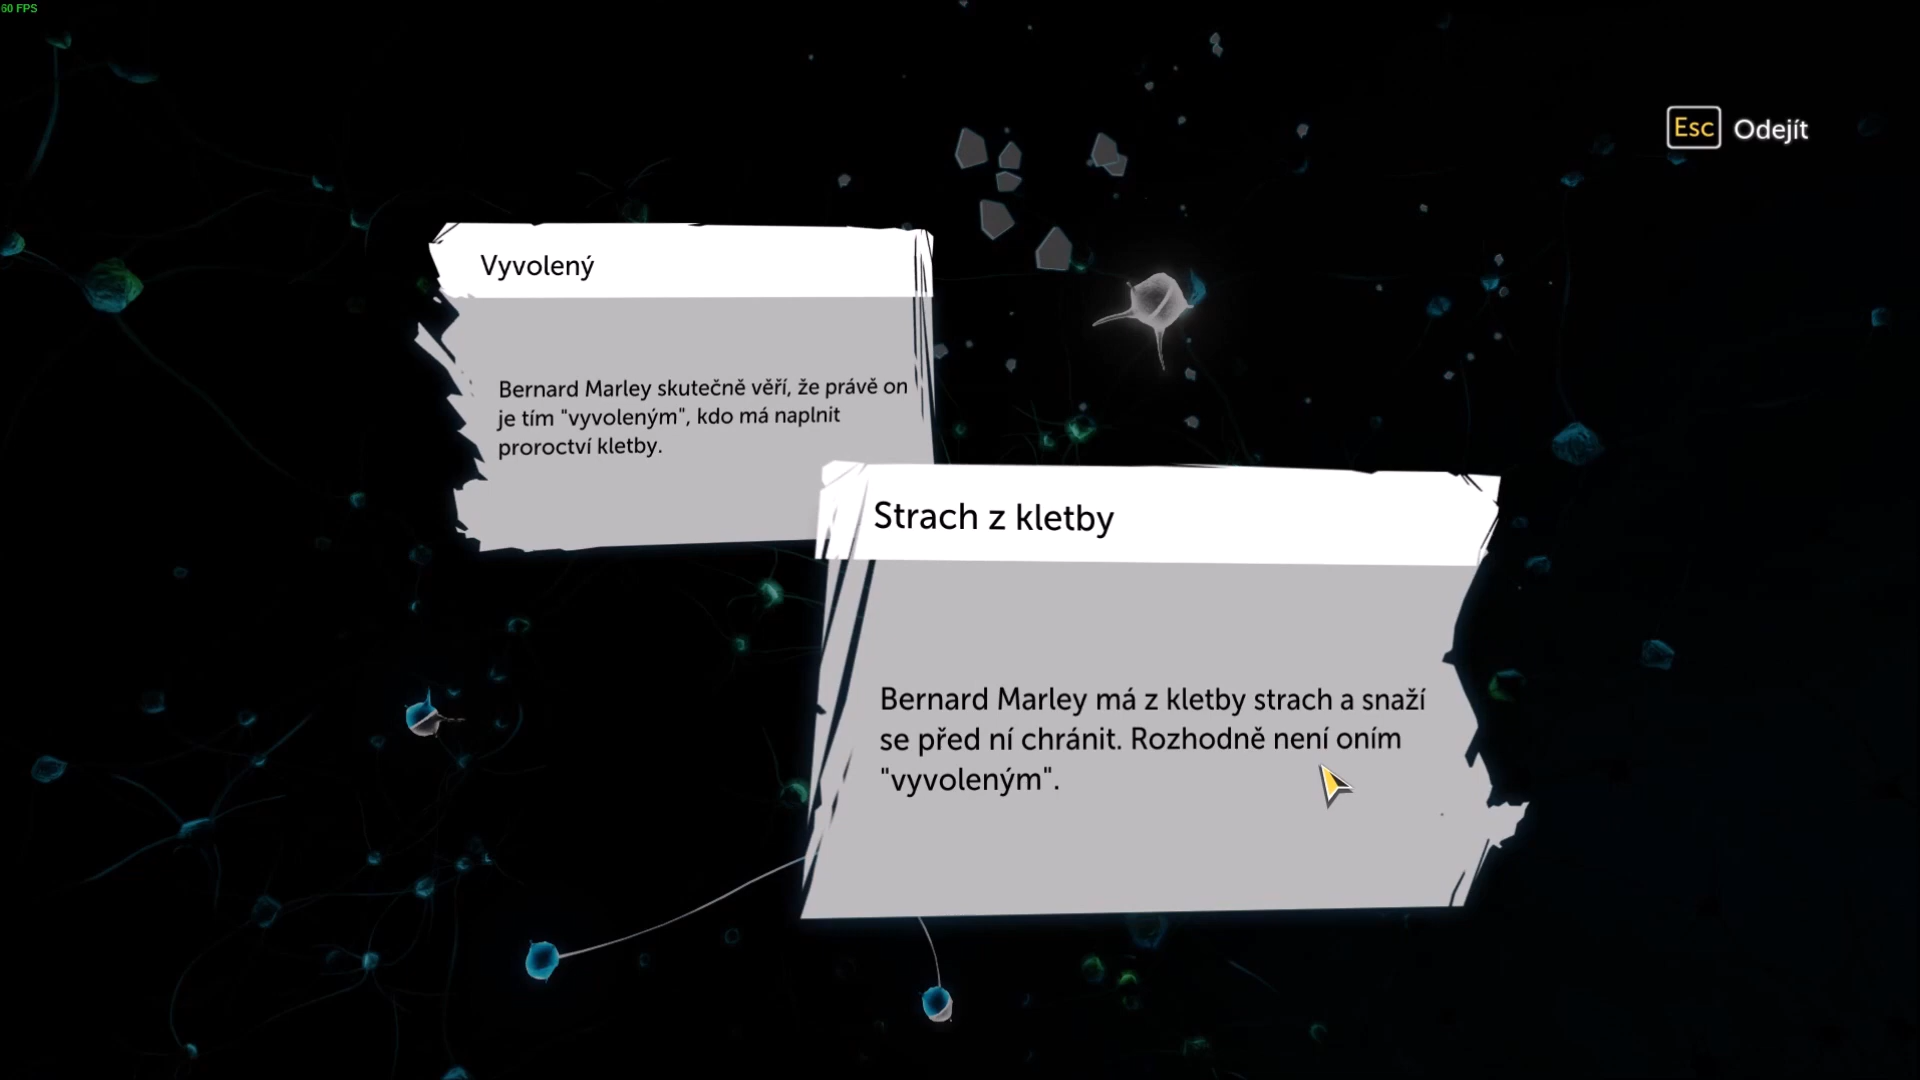 60 FPS
Esc Odejít
Vyvolený
Bernard Marley skutečně věří, že právě on
je tím "vyvoleným", kdo má naplnit
proroctví kletby.
Strach z kletby
Bernard Marley má z kletby strach a snaží
se před ní chránit. Rozhodně není oním
"vyvoleným".